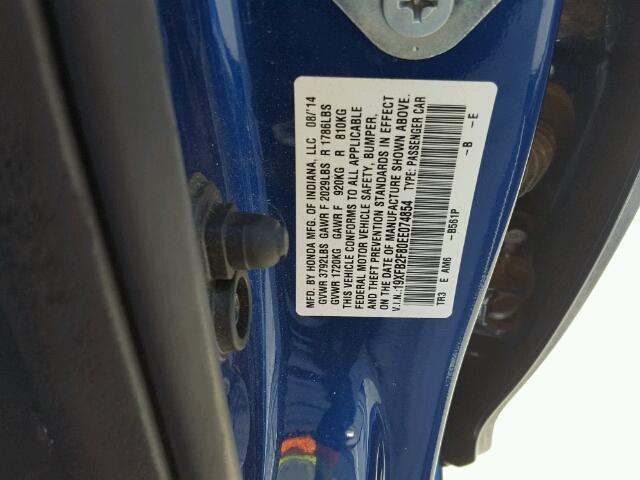 MFD. BY HONDA MFG. OF INDIANA, LLC 08/'14
GVWR 3792LBS GAWR F 2029LBS R 1786LBS
GVWR 1720KG GAWR F 920KG R 810KG
THIS VEHICLE CONFORMS TO ALL APPLICABLE
FEDERAL MOTOR VEHICLE SAFETY, BUMPER,
AND THEFT PREVENTION STANDARDS IN EFFECT
ON THE DATE OF MANUFACTURE SHOWN ABOVE.
V.I.N.:19XFB2F80EE074854 TYPE: PASSENGER CAR
TR3 E AM6 -B561P -B -E